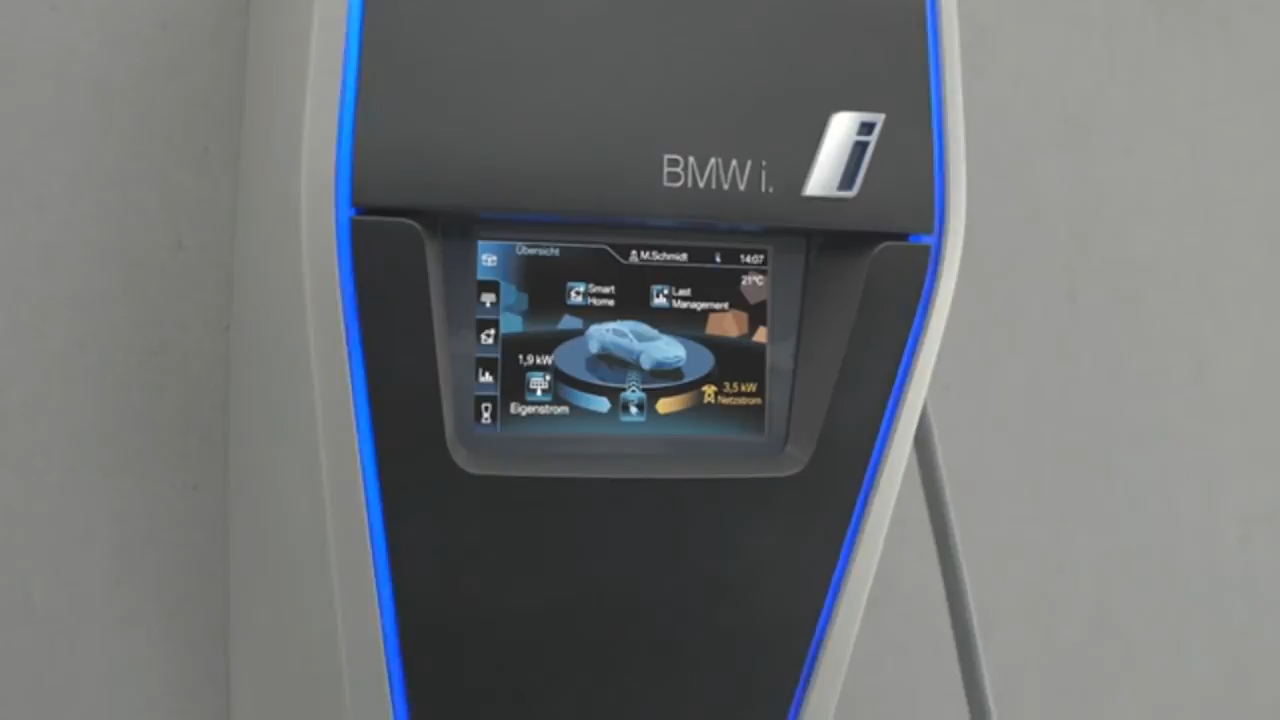 BMW i.
i
Übersicht
M.Schmidt
14:07
21°C
Smart
Home
Last
Management
1,9 kW
Eigenstrom
3,5 kW
Netzstrom